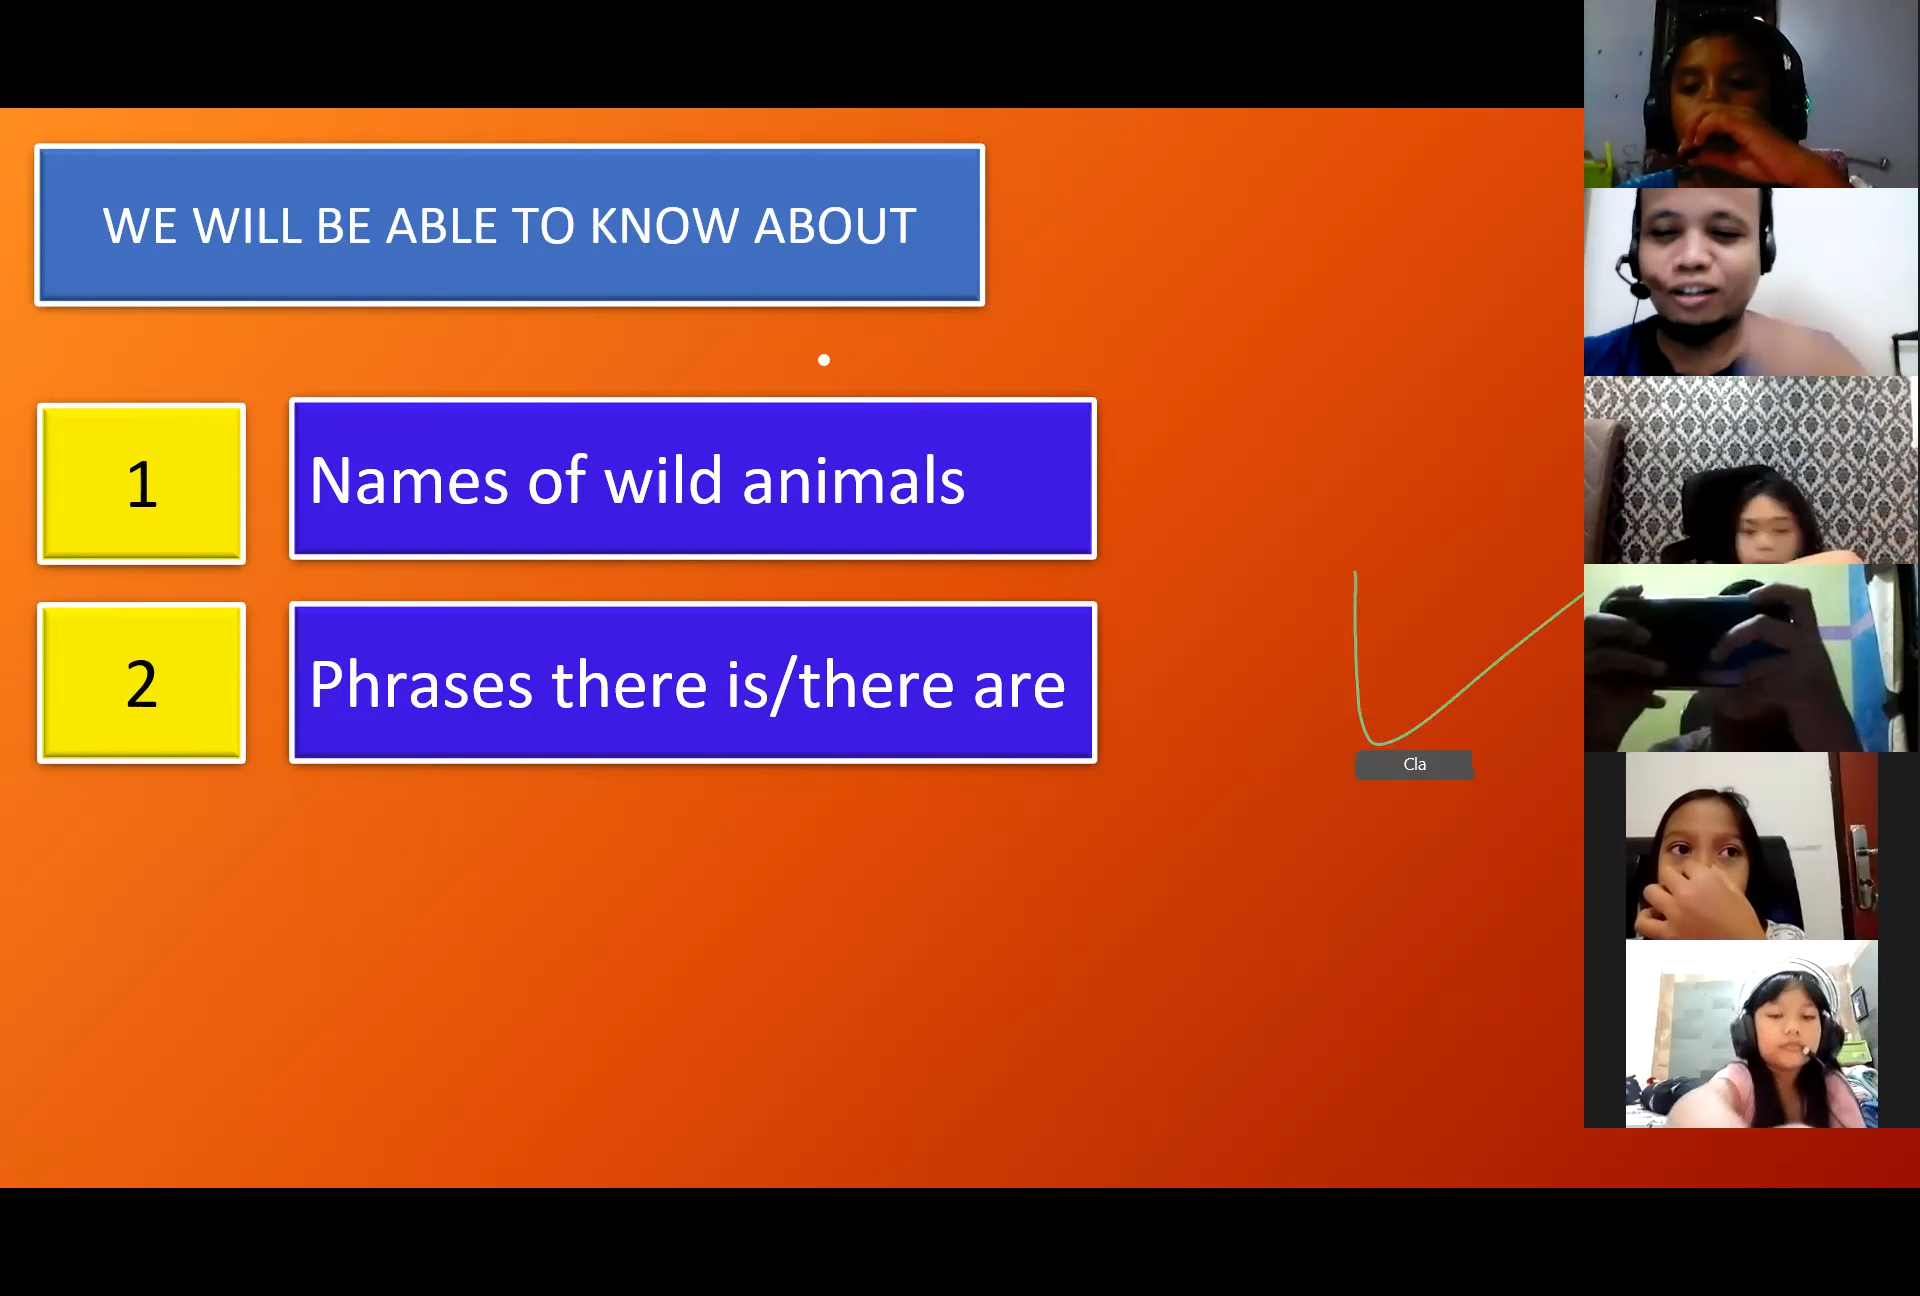 WE WILL BE ABLE TO KNOW ABOUT
1
Names of wild animals
2
Phrases there is/there are
Cla